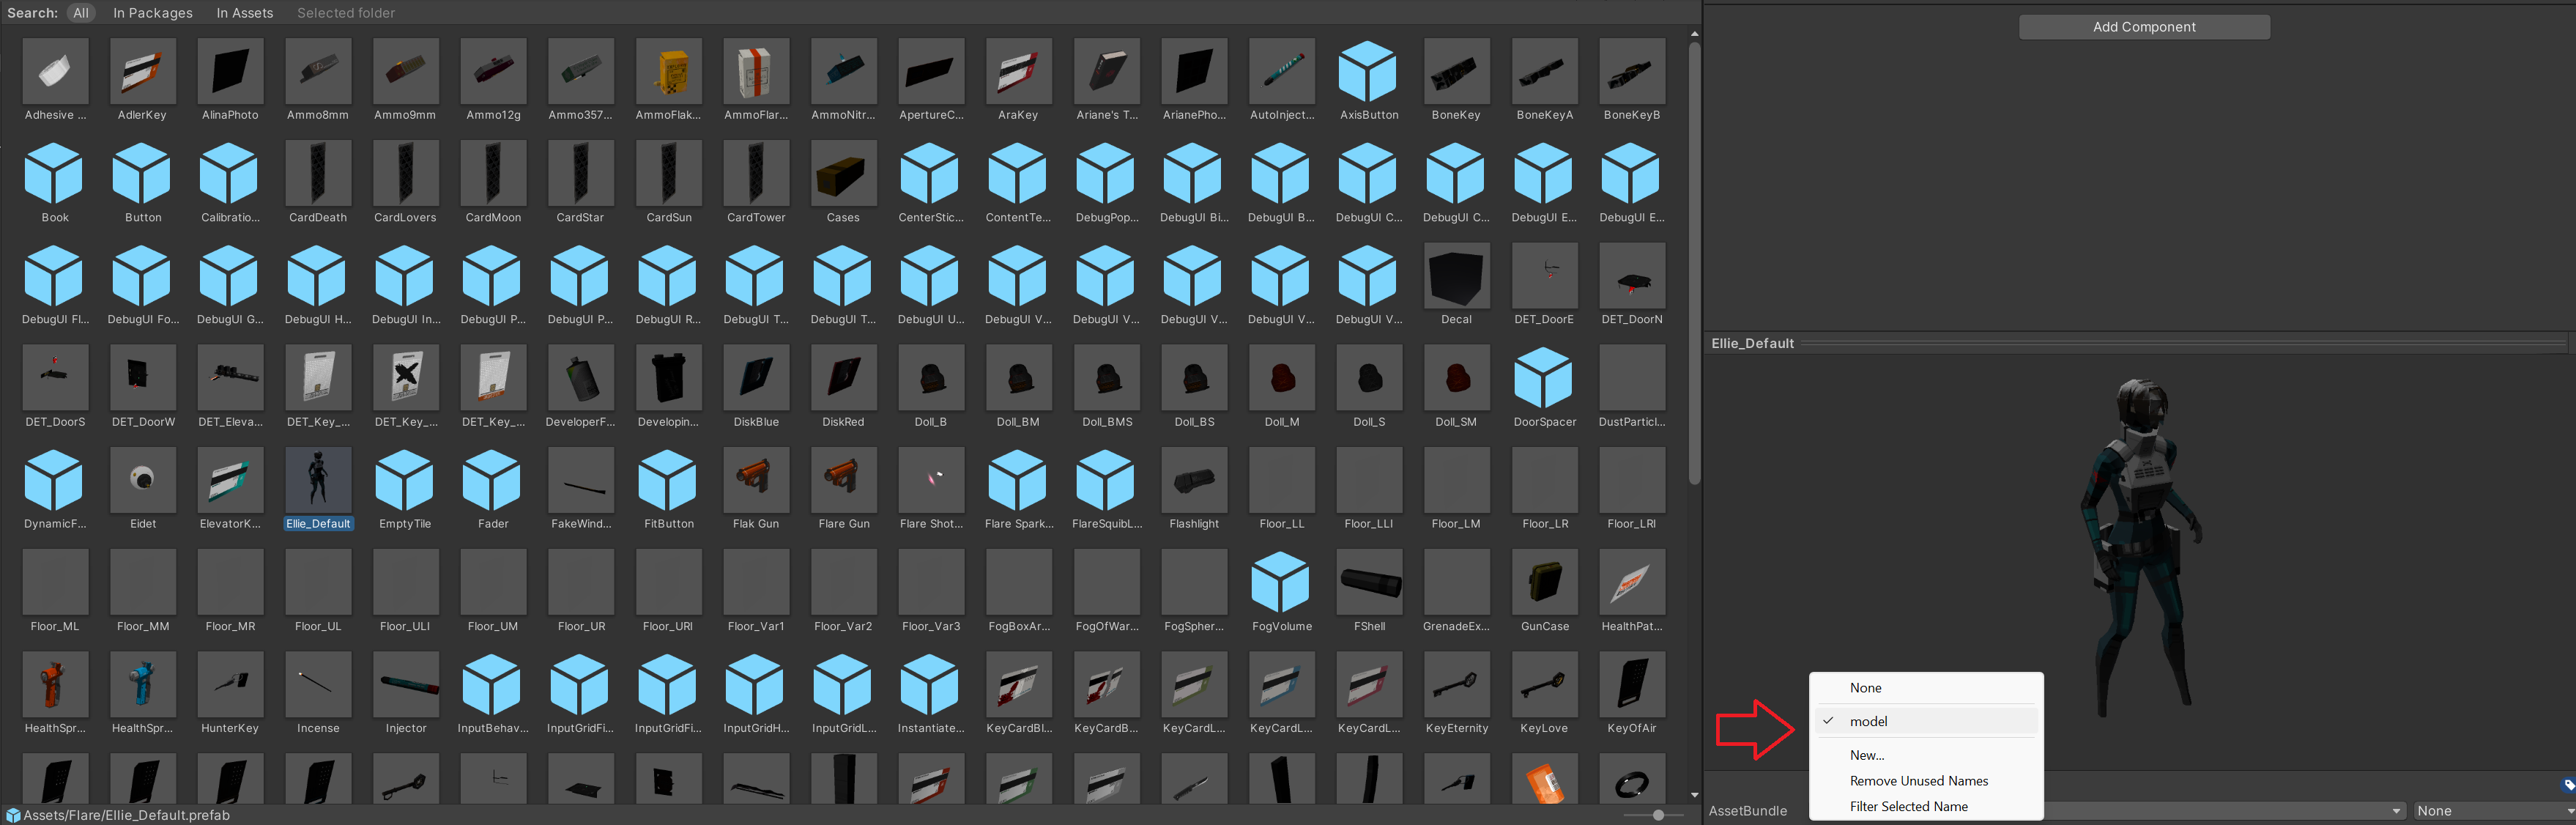 Search: All In Packages In Assets Selected folder
Add Component
Adhesive ... AdlerKey AlinaPhoto Ammo8mm Ammo9mm Ammo12g Ammo357... AmmoFlak... AmmoFlar... AmmoNitr... ApertureC... AraKey Ariane's T... ArianePho... AutoInject... AxisButton BoneKey BoneKeyA BoneKeyB
Book Button Calibratio... CardDeath CardLovers CardMoon CardStar CardSun CardTower Cases CenterStic... ContentTe... DebugPop... DebugUI Bi... DebugUI B... DebugUI C... DebugUI C... DebugUI E... DebugUI E...
DebugUI Fl... DebugUI Fo... DebugUI G... DebugUI H... DebugUI In... DebugUI P... DebugUI P... DebugUI R... DebugUI T... DebugUI T... DebugUI U... DebugUI V... DebugUI V... DebugUI V... DebugUI V... DebugUI V... Decal DET_DoorE DET_DoorN
Ellie_Default
DET_DoorS DET_DoorW DET_Eleva... DET_Key_... DET_Key_... DET_Key_... DeveloperF... Developin... DiskBlue DiskRed Doll_B Doll_BM Doll_BMS Doll_BS Doll_M Doll_S Doll_SM DoorSpacer DustParticl...
DynamicF... Eidet ElevatorK... Ellie_Default EmptyTile Fader FakeWind... FitButton Flak Gun Flare Gun Flare Shot... Flare Spark... FlareSquibL... Flashlight Floor_LL Floor_LLI Floor_LM Floor_LR Floor_LRI
Floor_ML Floor_MM Floor_MR Floor_UL Floor_ULI Floor_UM Floor_UR Floor_URI Floor_Var1 Floor_Var2 Floor_Var3 FogBoxAr... FogOfWar... FogSpher... FogVolume FShell GrenadeEx... GunCase HealthPat...
HealthSpr... HealthSpr... HunterKey Incense Injector InputBehav... InputGridFi... InputGridFi... InputGridH... InputGridL... Instantiate... KeyCardBl... KeyCardB... KeyCardL... KeyCardL... KeyCardL... KeyEternity KeyLove KeyOfAir
None
model
New...
Remove Unused Names
Filter Selected Name
AssetBundle None
Assets/Flare/Ellie_Default.prefab